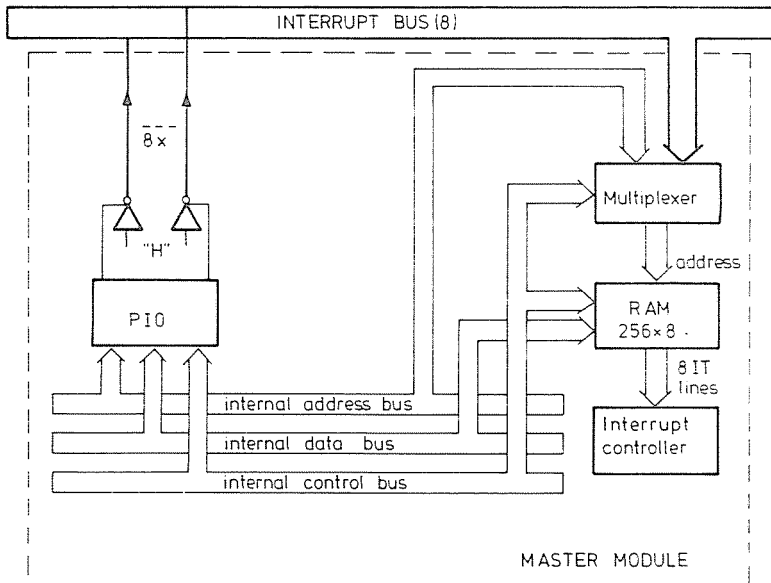 INTERRUPT BUS (8)
8x
"H"
PIO
Multiplexer
address
RAM
256×8
8 IT
lines
internal address bus
internal data bus
internal control bus
Interrupt
controller
MASTER MODULE